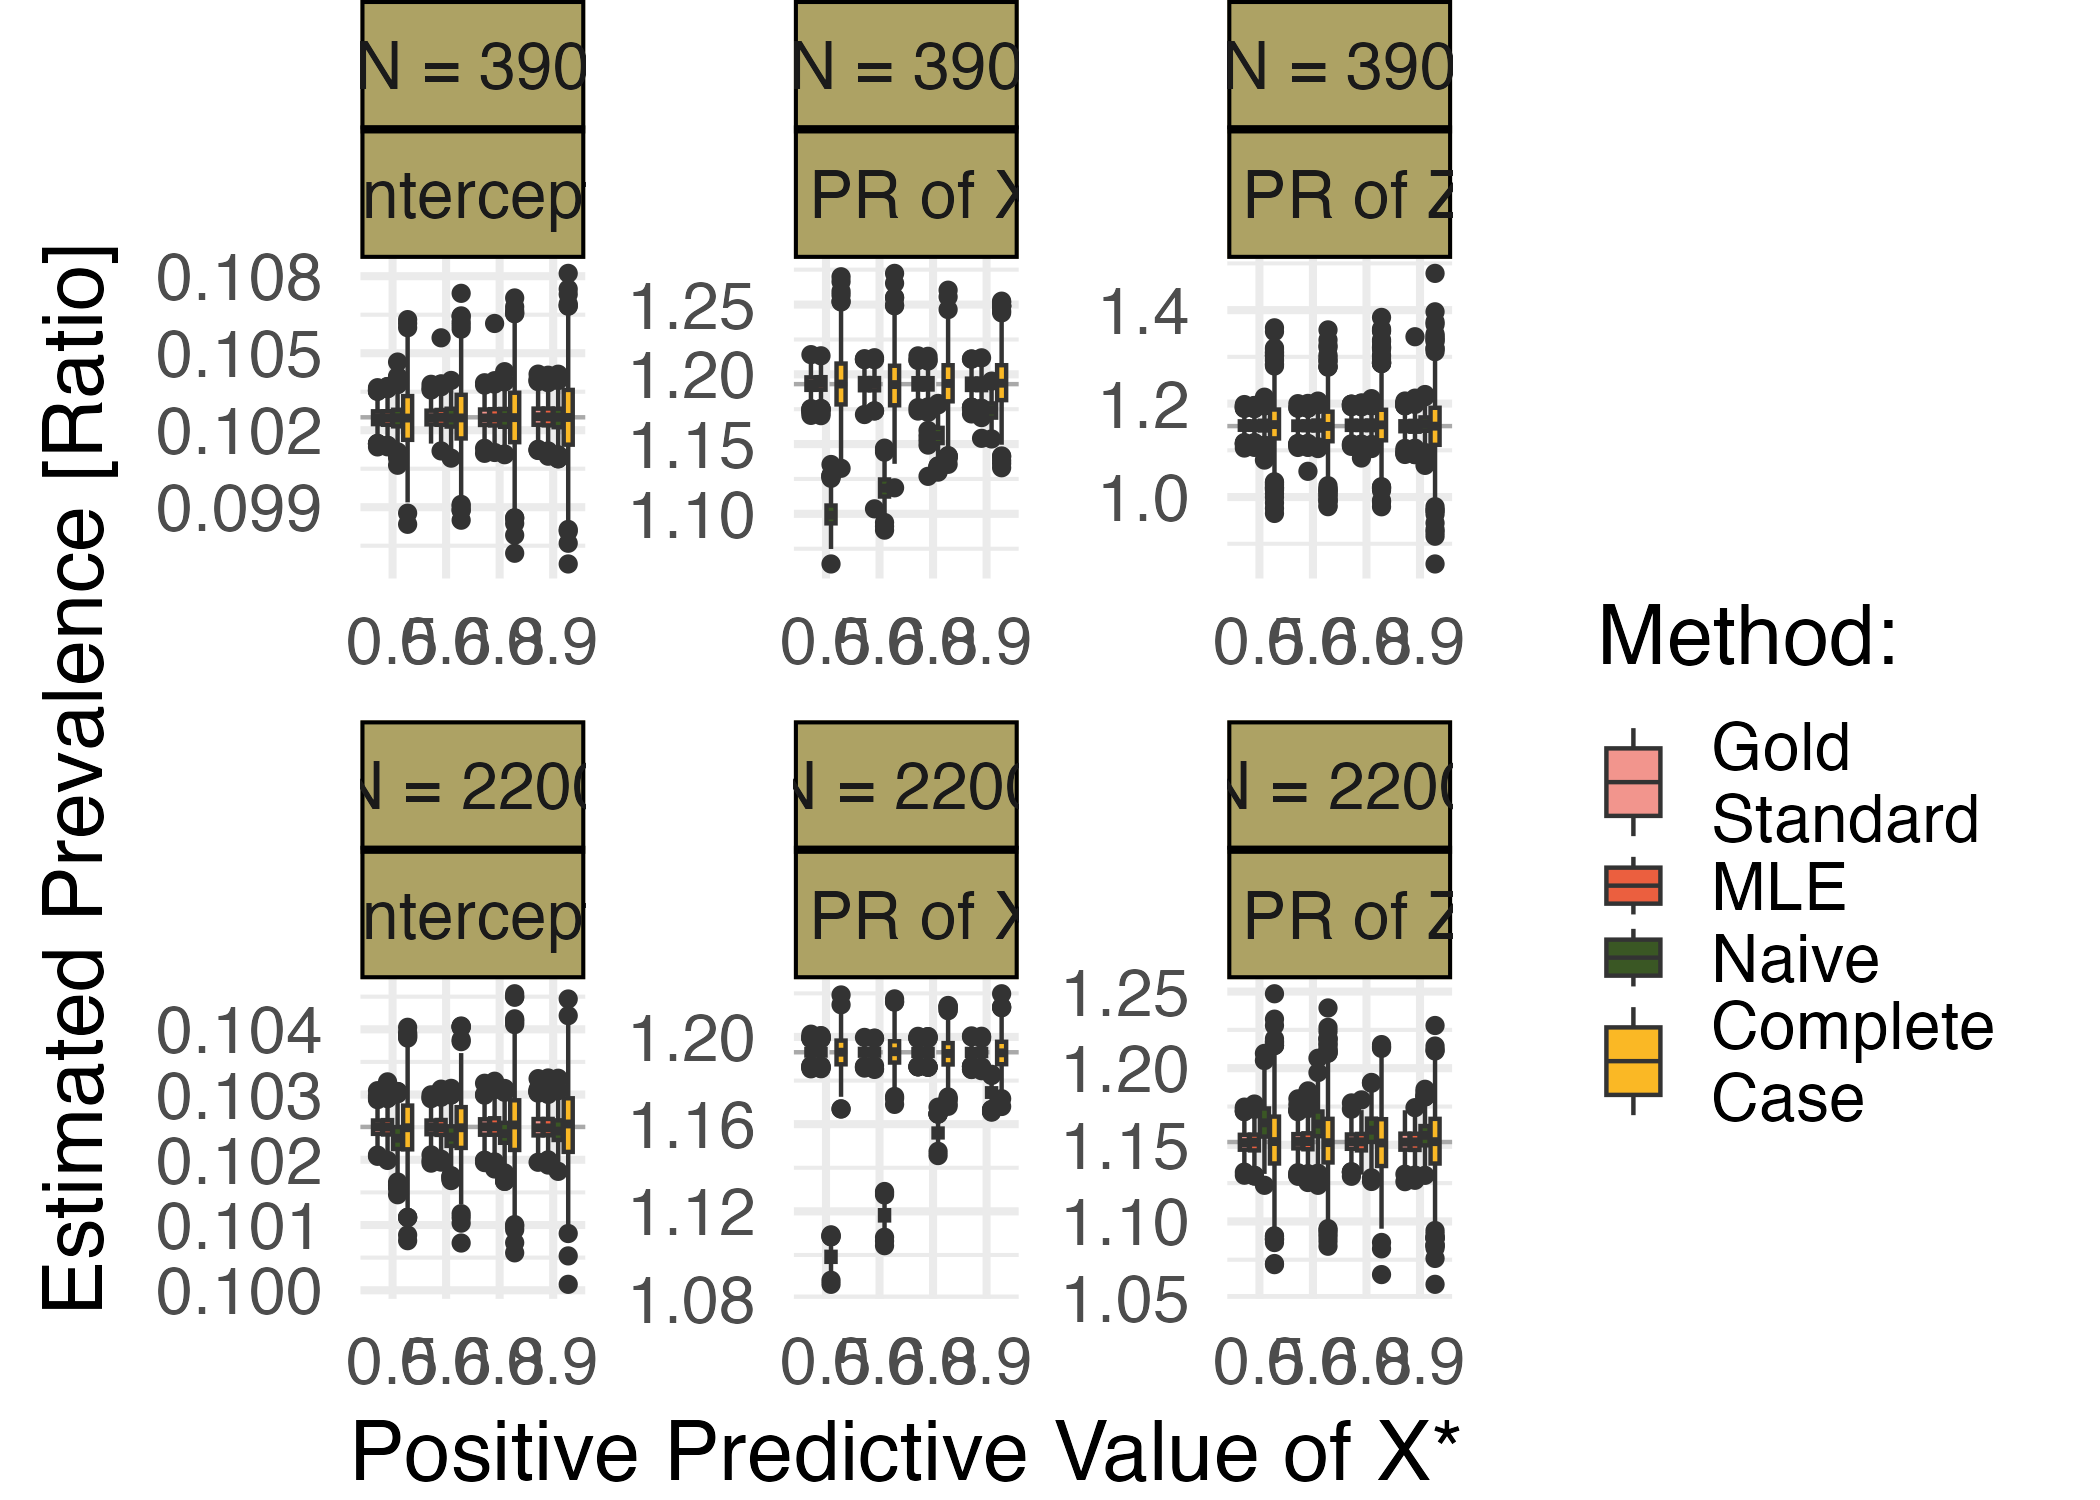 N = 390
N = 390
N = 390
ntercep
PR of X
PR of Z
Estimated Prevalence [Ratio]
0.108
0.105
0.102
0.099
1.25
1.20
1.15
1.10
1.4
1.2
1.0
0.5 0.6 0.8 0.9
0.5 0.6 0.8 0.9
0.5 0.6 0.8 0.9
N = 2200
N = 2200
N = 2200
ntercep
PR of X
PR of Z
0.104
0.103
0.102
0.101
0.100
1.20
1.16
1.12
1.08
1.25
1.20
1.15
1.10
1.05
0.5 0.6 0.8 0.9
0.5 0.6 0.8 0.9
0.5 0.6 0.8 0.9
Positive Predictive Value of X*
Method:
Gold
Standard
MLE
Naive
Complete
Case